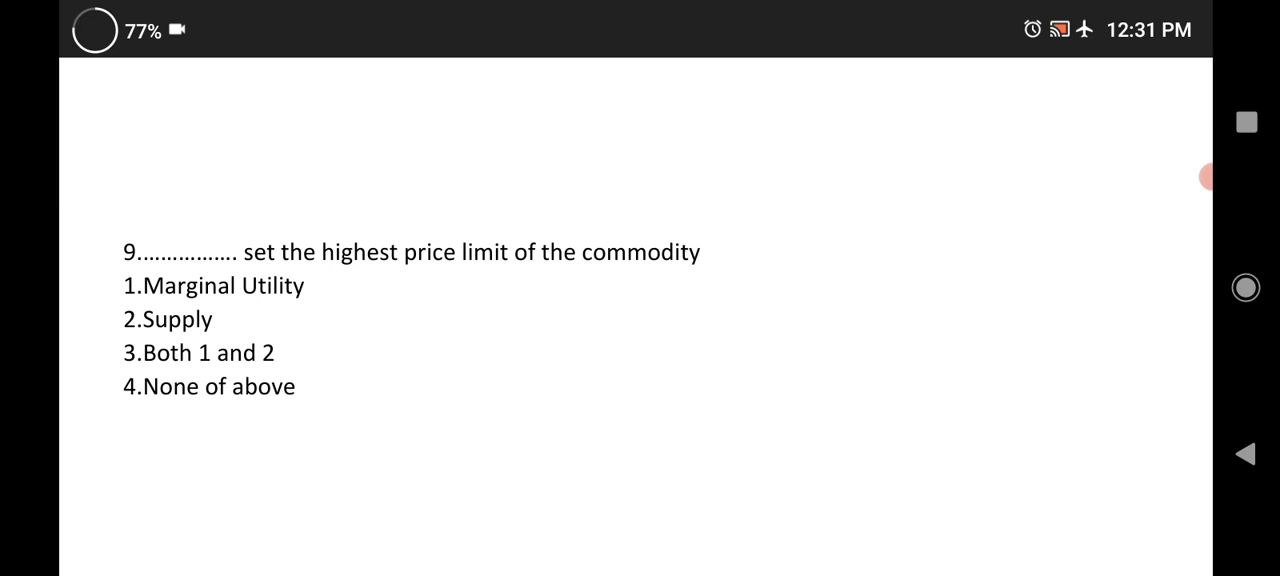 77%
12:31 PM
9................. set the highest price limit of the commodity
1.Marginal Utility
2.Supply
3.Both 1 and 2
4.None of above